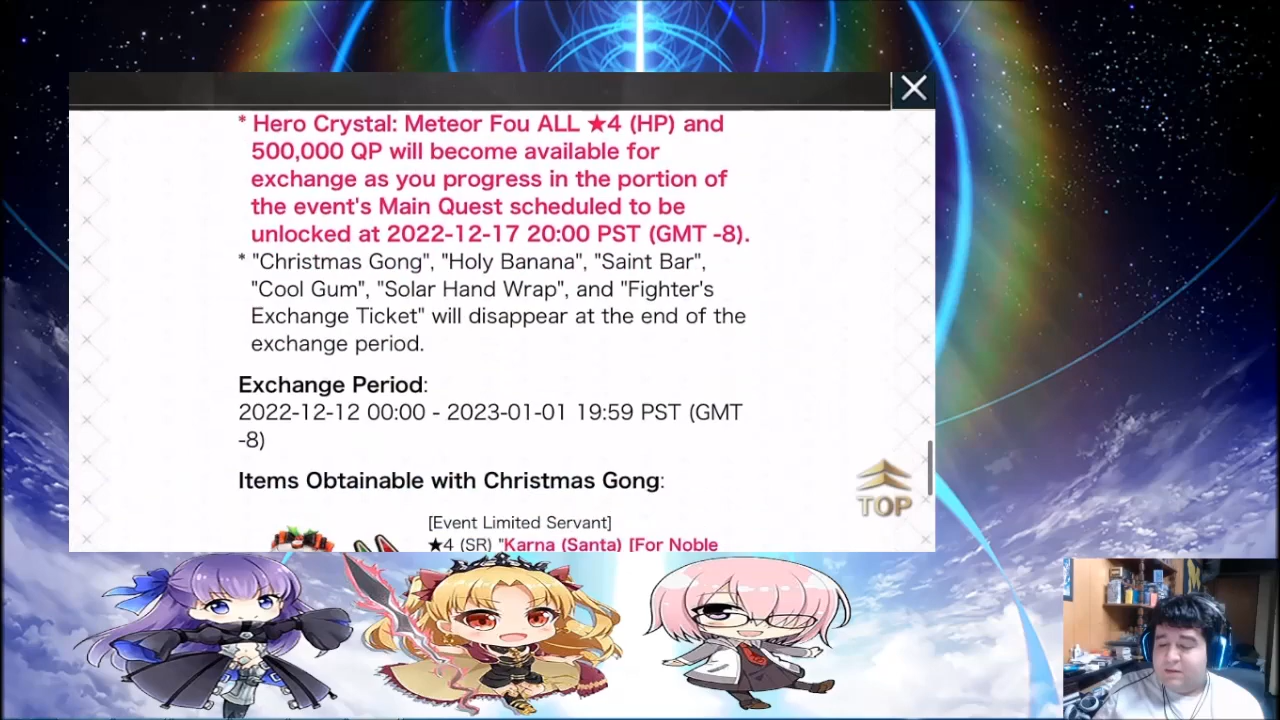 * Hero Crystal: Meteor Fou ALL ★4 (HP) and
500,000 QP will become available for
exchange as you progress in the portion of
the event's Main Quest scheduled to be
unlocked at 2022-12-17 20:00 PST (GMT -8).
* "Christmas Gong", "Holy Banana", "Saint Bar",
"Cool Gum", "Solar Hand Wrap", and "Fighter's
Exchange Ticket" will disappear at the end of the
exchange period.
Exchange Period:
2022-12-12 00:00 - 2023-01-01 19:59 PST (GMT
-8)
Items Obtainable with Christmas Gong:
[Event Limited Servant]
★4 (SR) "Karna (Santa) [For Noble
TOP